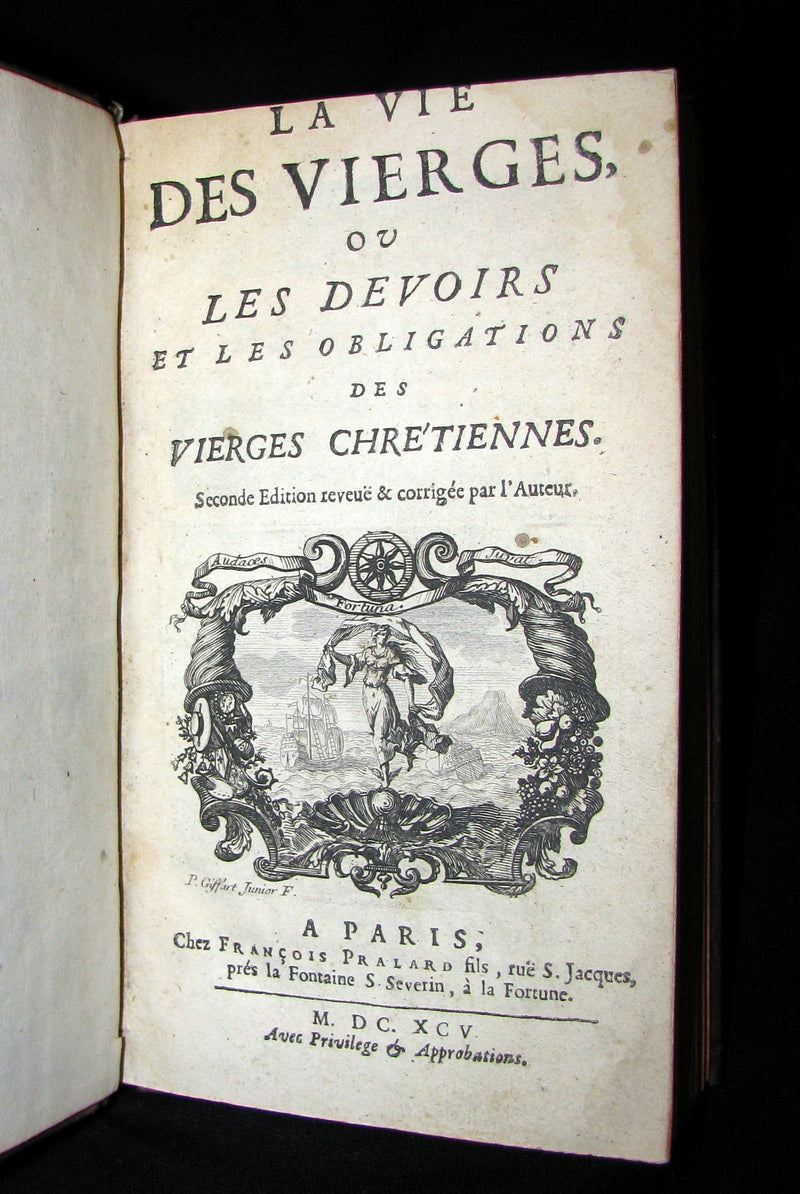 LA VIE
DES VIERGES,
OU
LES DEVOIRS
ET LES OBLIGATIONS
DES
VIERGES CHRE'TIENNES.
Seconde Edition reveuë & corrigée par l'Auteur,
Audaces Juvat
Fortuna.
P. Giffart Junior F.
A PARIS,
Chez FRANÇOIS PRALARD fils, ruë S. Jacques,
prés la Fontaine S. Severin, à la Fortune.
M. DC. XCV
Avec Privilege & Approbations.